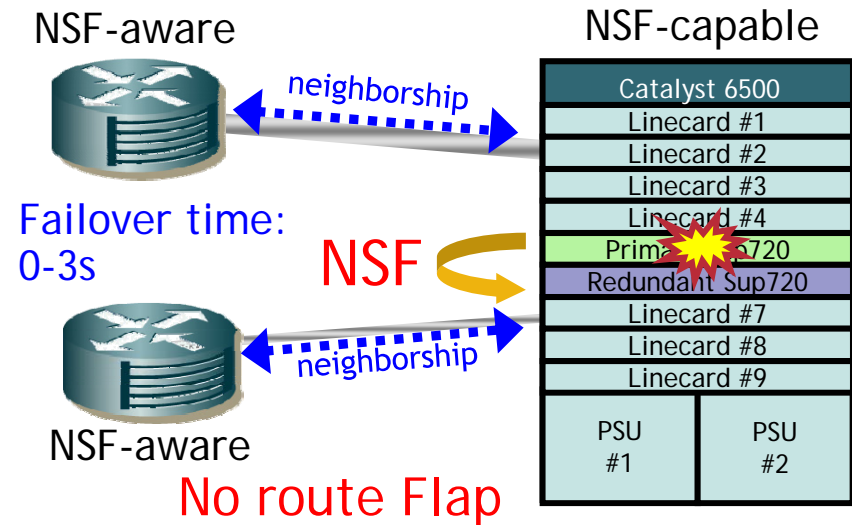 NSF-aware
NSF-capable
neighborship
Catalyst 6500
Linecard #1
Linecard #2
Linecard #3
Linecard #4
Failover time:
0-3s
NSF
Prima p720
Redundant Sup720
Linecard #7
Linecard #8
Linecard #9
neighborship
NSF-aware
PSU
#1
PSU
#2
No route Flap